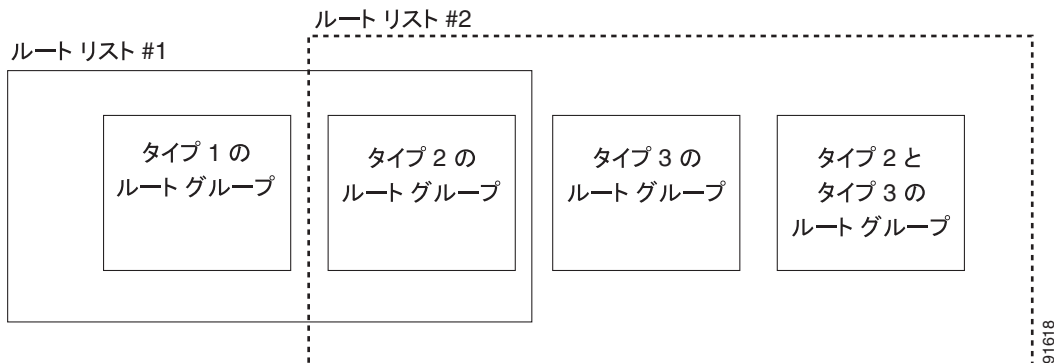 ルート リスト #2
ルート リスト #1
タイプ 1 の
ルート グループ
タイプ 2 の
ルート グループ
タイプ 3 の
ルート グループ
タイプ 2 と
タイプ 3 の
ルート グループ
91618